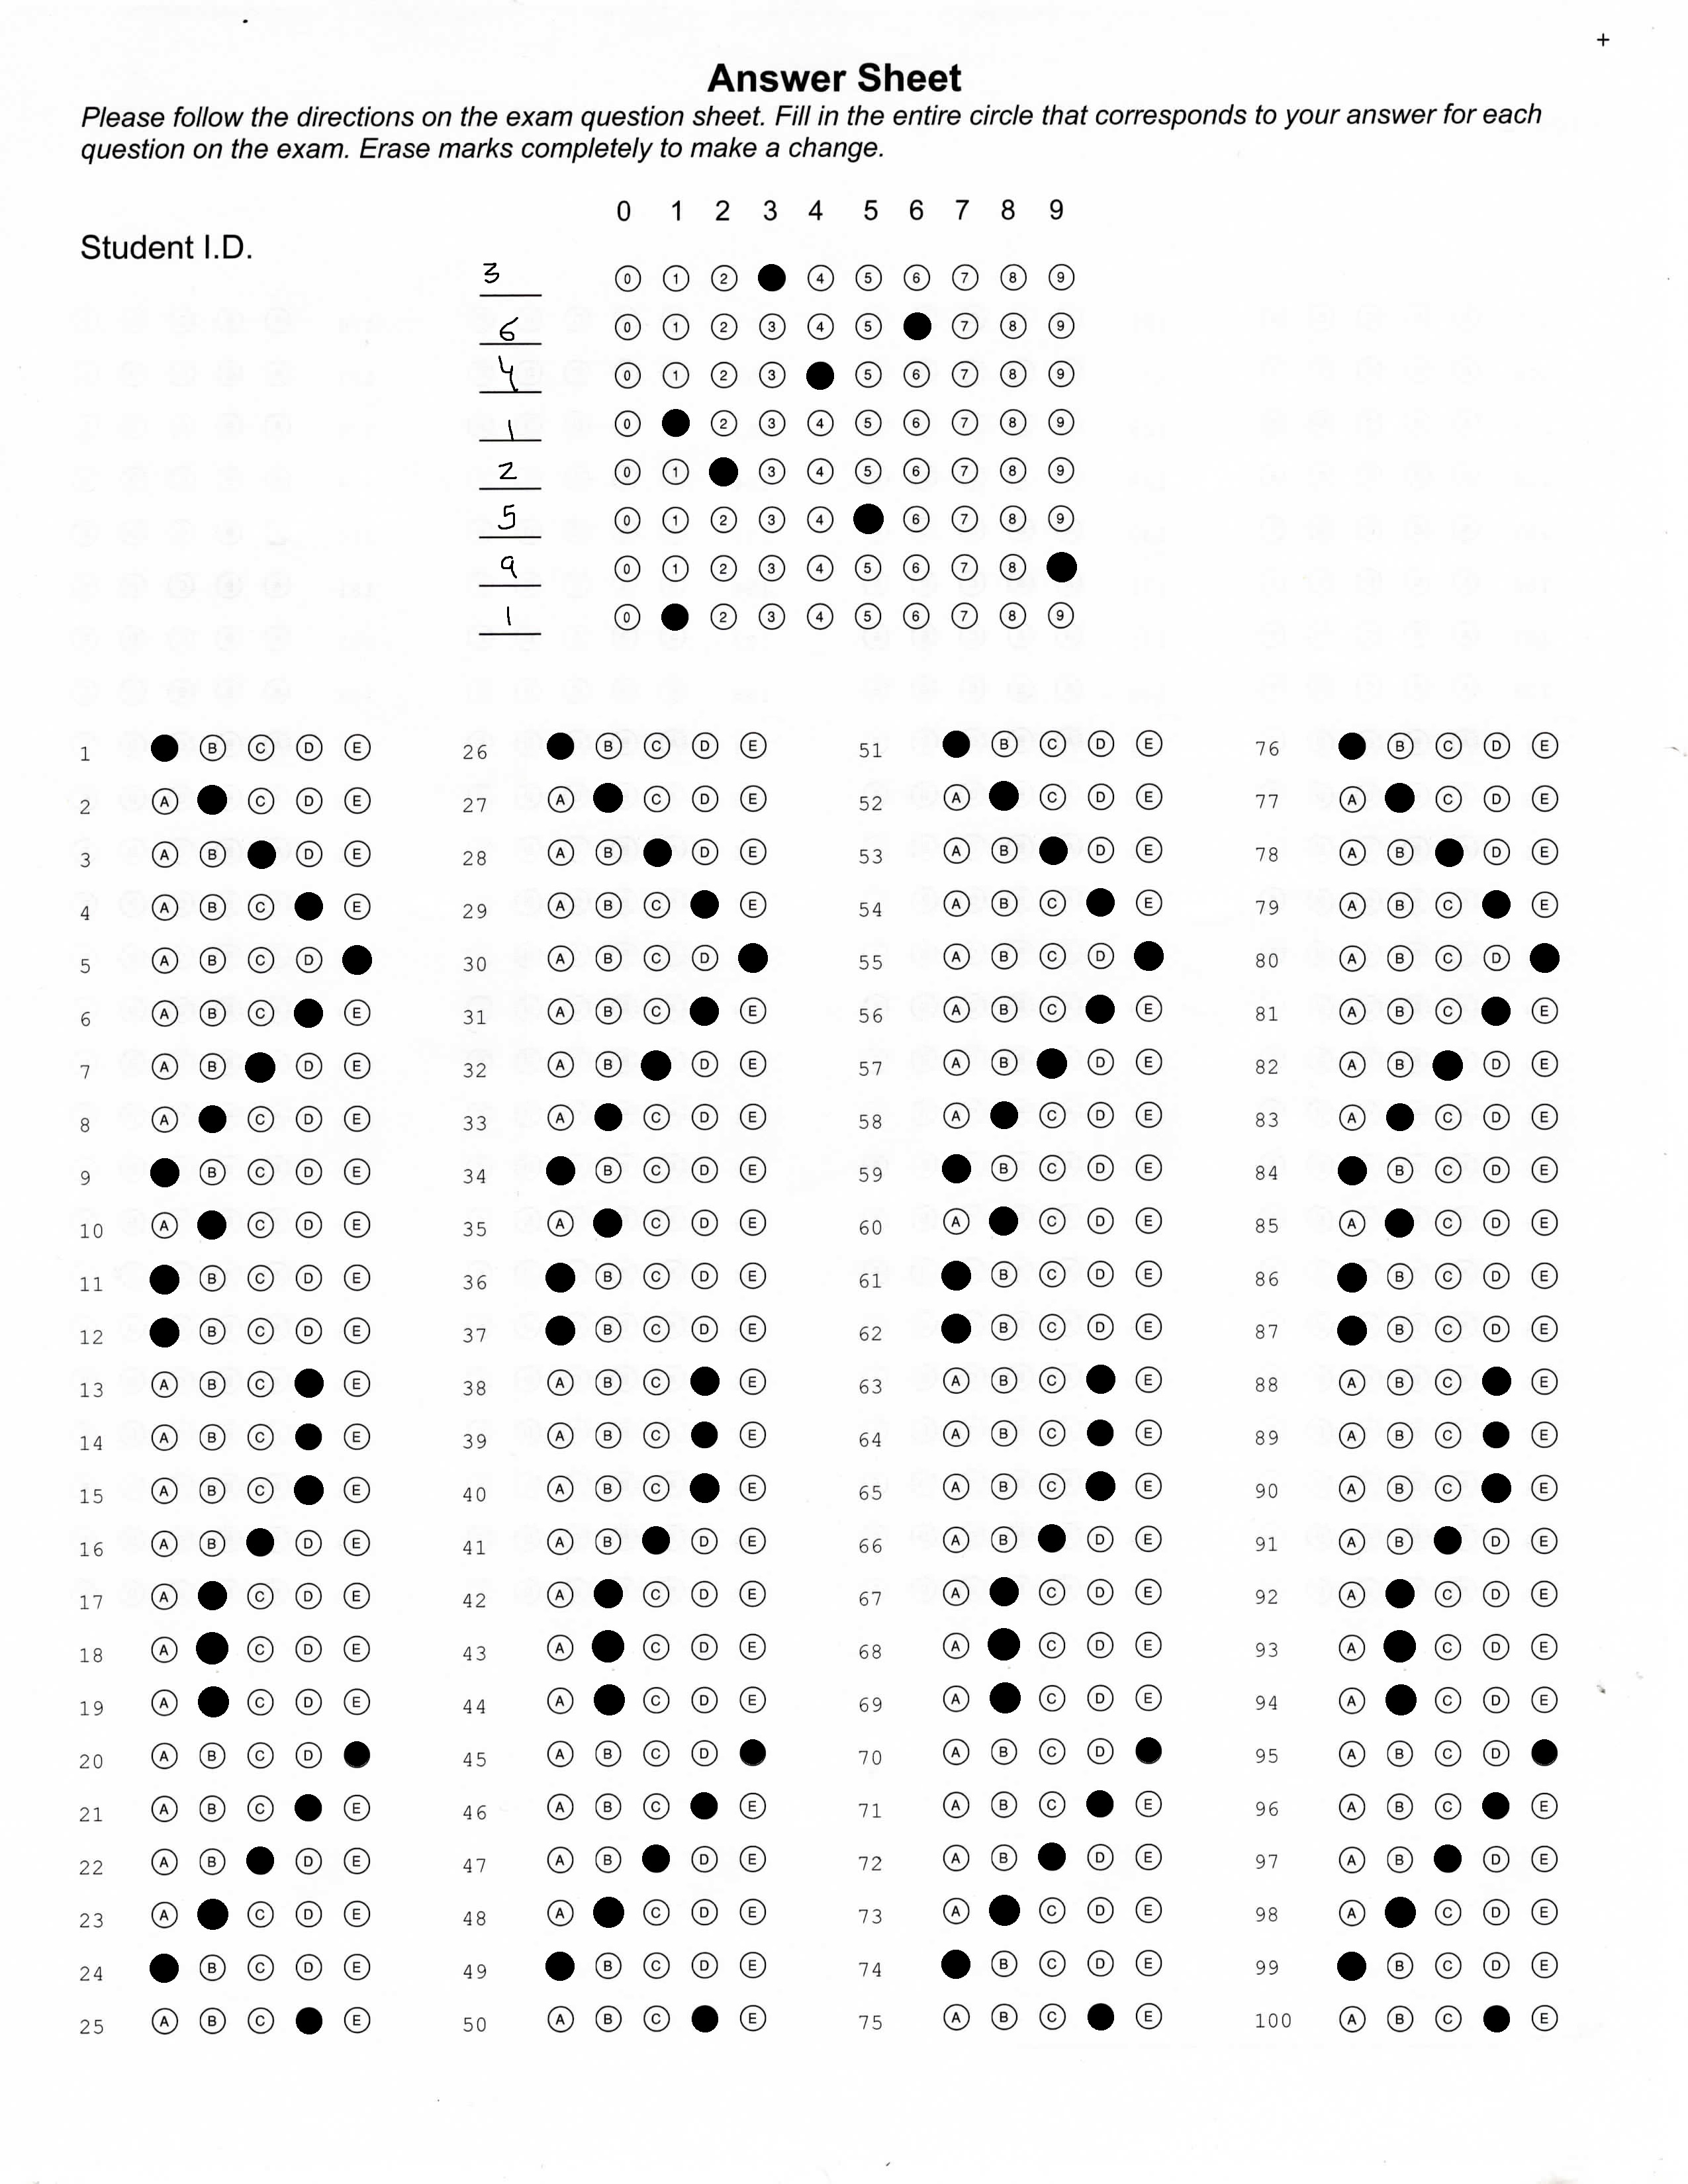 +
Answer Sheet
Please follow the directions on the exam question sheet. Fill in the entire circle that corresponds to your answer for each
question on the exam. Erase marks completely to make a change.
0 1 2 3 4 5 6 7 8 9
Student I.D.
3 0 1 2 4 5 6 7 8 9
6 0 1 2 3 4 5 7 8 9
4 0 1 2 3 5 6 7 8 9
1 0 2 3 4 5 6 7 8 9
2 0 1 3 4 5 6 7 8 9
5 0 1 2 3 4 6 7 8 9
9 0 1 2 3 4 5 6 7 8
1 0 2 3 4 5 6 7 8 9
1 B C D E 26 B C D E 51 B C D E 76 B C D E
2 A C D E 27 A C D E 52 A C D E 77 A C D E
3 A B D E 28 A B D E 53 A B D E 78 A B D E
4 A B C E 29 A B C E 54 A B C E 79 A B C E
5 A B C D 30 A B C D 55 A B C D 80 A B C D
6 A B C E 31 A B C E 56 A B C E 81 A B C E
7 A B D E 32 A B D E 57 A B D E 82 A B D E
8 A C D E 33 A C D E 58 A C D E 83 A C D E
9 B C D E 34 B C D E 59 B C D E 84 B C D E
10 A C D E 35 A C D E 60 A C D E 85 A C D E
11 B C D E 36 B C D E 61 B C D E 86 B C D E
12 B C D E 37 B C D E 62 B C D E 87 B C D E
13 A B C E 38 A B C E 63 A B C E 88 A B C E
14 A B C E 39 A B C E 64 A B C E 89 A B C E
15 A B C E 40 A B C E 65 A B C E 90 A B C E
16 A B D E 41 A B D E 66 A B D E 91 A B D E
17 A C D E 42 A C D E 67 A C D E 92 A C D E
18 A C D E 43 A C D E 68 A C D E 93 A C D E
19 A C D E 44 A C D E 69 A C D E 94 A C D E
20 A B C D 45 A B C D 70 A B C D 95 A B C D
21 A B C E 46 A B C E 71 A B C E 96 A B C E
22 A B D E 47 A B D E 72 A B D E 97 A B D E
23 A C D E 48 A C D E 73 A C D E 98 A C D E
24 B C D E 49 B C D E 74 B C D E 99 B C D E
25 A B C E 50 A B C E 75 A B C E 100 A B C E